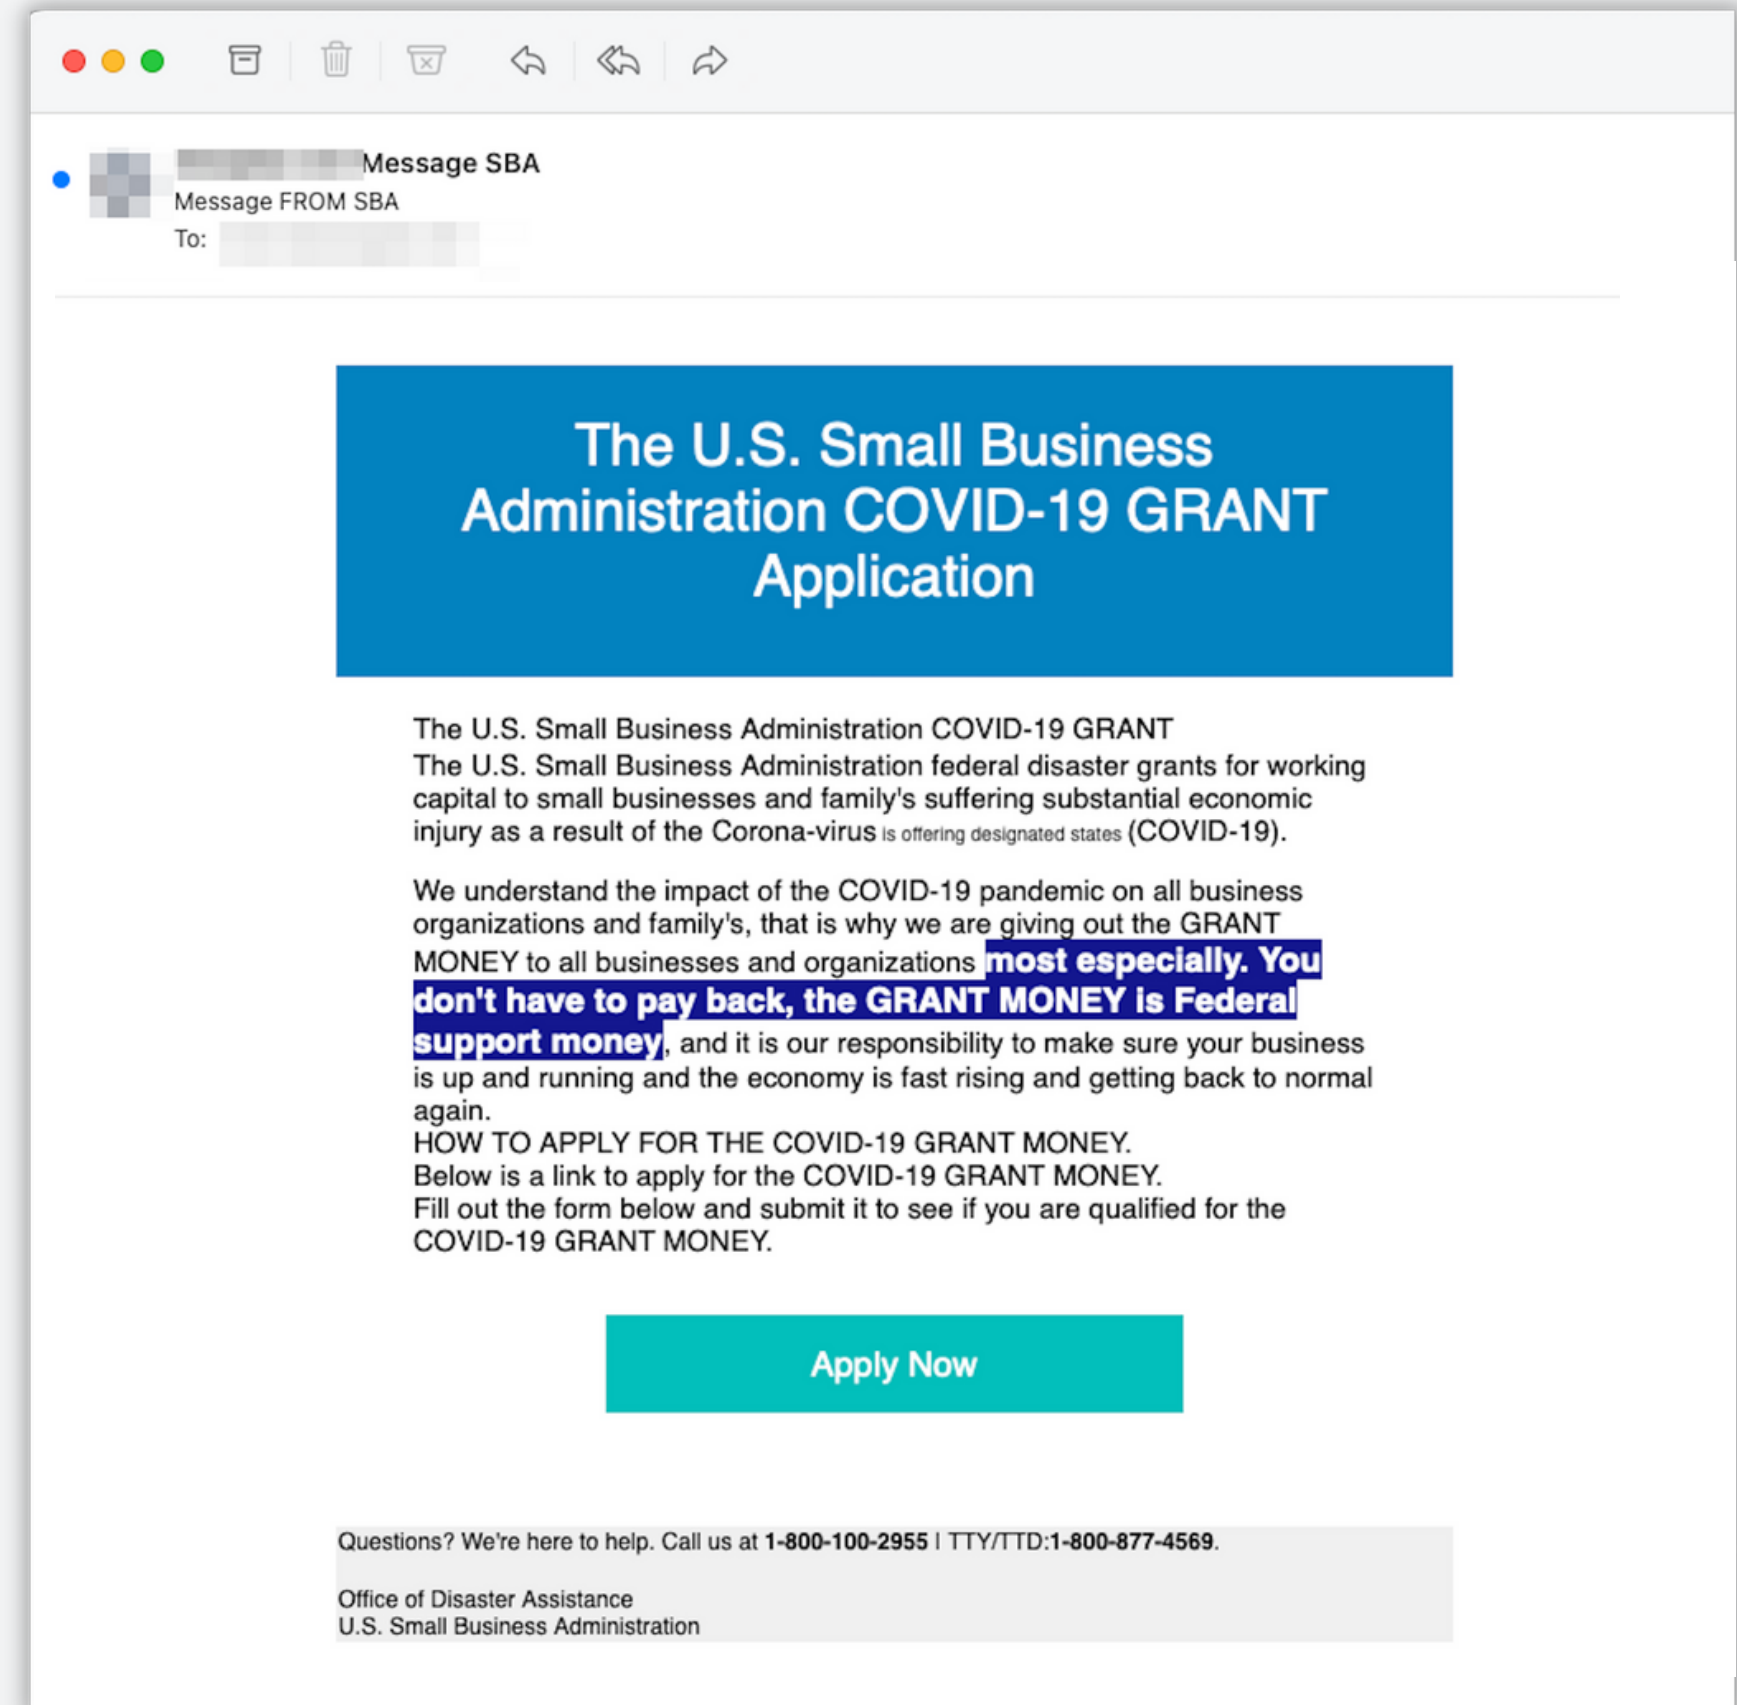 Message SBA
Message FROM SBA
To:
The U.S. Small Business
Administration COVID-19 GRANT
Application
The U.S. Small Business Administration COVID-19 GRANT
The U.S. Small Business Administration federal disaster grants for working
capital to small businesses and family's suffering substantial economic
injury as a result of the Corona-virus is offering designated states (COVID-19).
We understand the impact of the COVID-19 pandemic on all business
organizations and family's, that is why we are giving out the GRANT
MONEY to all businesses and organizations most especially. You
don't have to pay back, the GRANT MONEY is Federal
support money, and it is our responsibility to make sure your business
is up and running and the economy is fast rising and getting back to normal
again.
HOW TO APPLY FOR THE COVID-19 GRANT MONEY.
Below is a link to apply for the COVID-19 GRANT MONEY.
Fill out the form below and submit it to see if you are qualified for the
COVID-19 GRANT MONEY.
Apply Now
Questions? We're here to help. Call us at 1-800-100-2955 | TTY/TTD:1-800-877-4569.
Office of Disaster Assistance
U.S. Small Business Administration